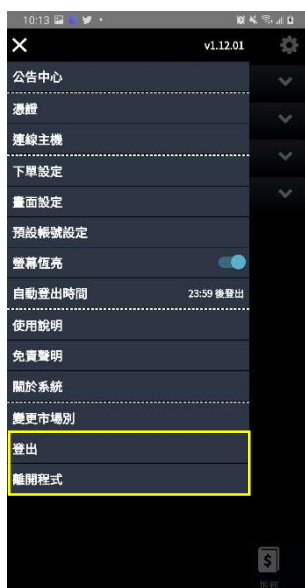 10:13
v1.12.01
公告中心
憑證
連線主機
下單設定
畫面設定
預設帳號設定
螢幕恆亮
自動登出時間 23:59 後登出
使用說明
免責聲明
關於系統
變更市場別
登出
離開程式
帳務